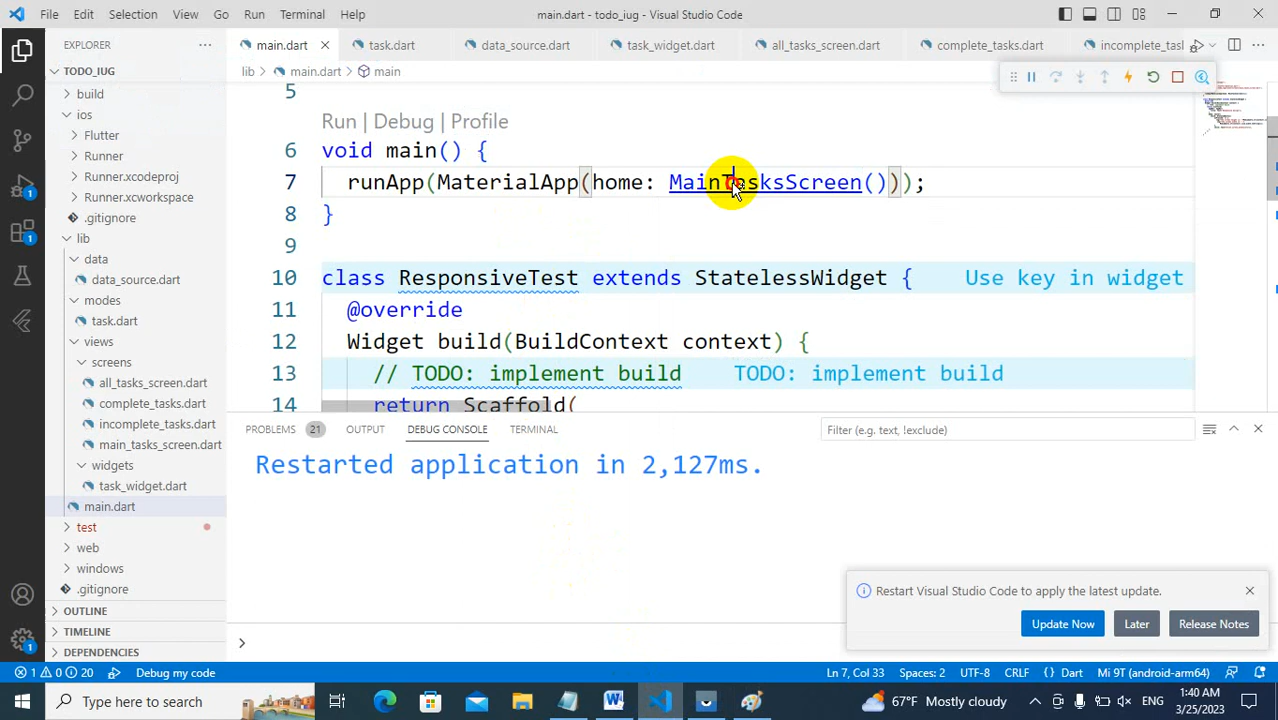 File Edit Selection View Go Run Terminal Help main.dart - todo_iug - Visual Studio Code
EXPLORER
TODO_IUG
build
ios
Flutter
Runner
Runner.xcodeproj
Runner.xcworkspace
.gitignore
lib
data
data_source.dart
modes
task.dart
views
screens
all_tasks_screen.dart
complete_tasks.dart
incomplete_tasks.dart
main_tasks_screen.dart
widgets
task_widget.dart
main.dart
test
web
windows
.gitignore
OUTLINE
TIMELINE
DEPENDENCIES
main.dart task.dart data_source.dart task_widget.dart all_tasks_screen.dart complete_tasks.dart incomplete_tasl
lib > main.dart > main
5
Run | Debug | Profile
6 void main() {
7 runApp(MaterialApp(home: MainTasksScreen()));
8 }
9
10 class ResponsiveTest extends StatelessWidget { Use key in widget
11 @override
12 Widget build(BuildContext context) {
13 // TODO: implement build TODO: implement build
14 return Scaffold(
PROBLEMS 21 OUTPUT DEBUG CONSOLE TERMINAL Filter (e.g. text, !exclude)
Restarted application in 2,127ms.
Restart Visual Studio Code to apply the latest update.
Update Now Later Release Notes
>
1 0 20 Debug my code Ln 7, Col 33 Spaces: 2 UTF-8 CRLF {} Dart Mi 9T (android-arm64)
Type here to search 67°F Mostly cloudy ENG 1:40 AM
3/25/2023